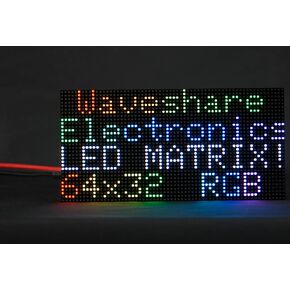 Waveshare
Electronics
LED MATRIX!
64x32 RGB